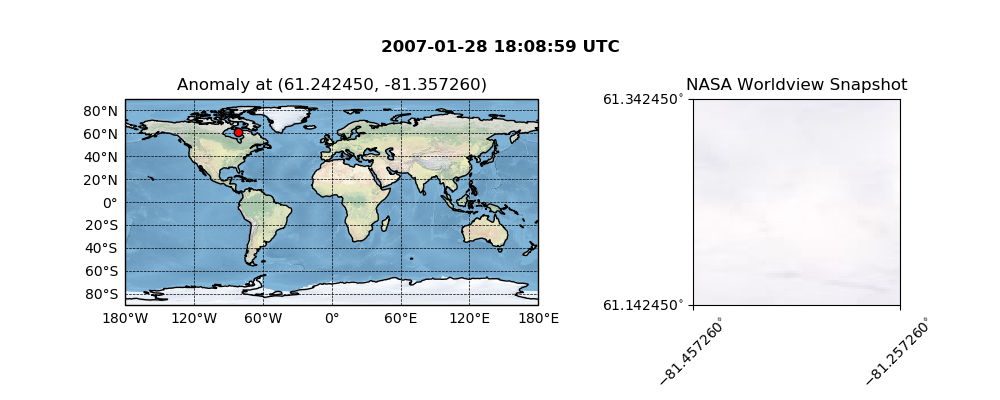 2007-01-28 18:08:59 UTC
Anomaly at (61.242450, -81.357260)
80°N
60°N
40°N
20°N
0°
20°S
40°S
60°S
80°S
180°W 120°W 60°W 0° 60°E 120°E 180°E
NASA Worldview Snapshot
61.342450°
61.142450°
−81.457260°
−81.257260°